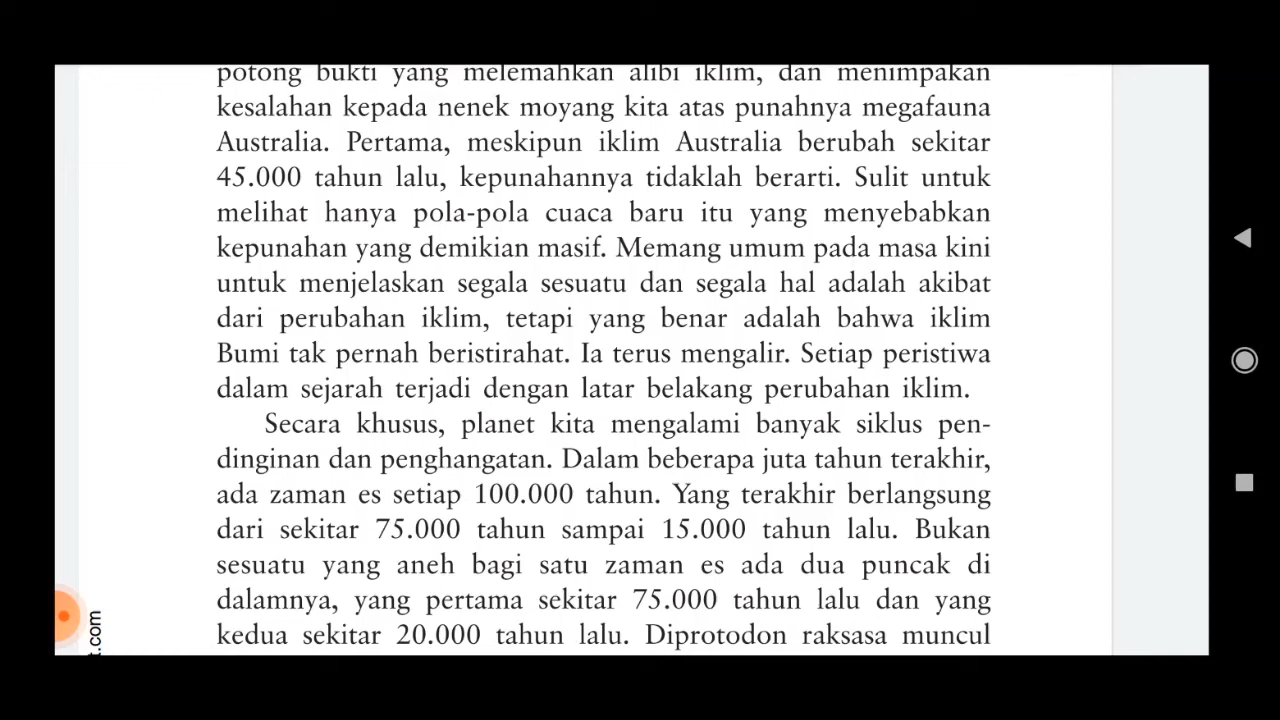 potong bukti yang melemahkan alibi iklim, dan menimpakan
kesalahan kepada nenek moyang kita atas punahnya megafauna
Australia. Pertama, meskipun iklim Australia berubah sekitar
45.000 tahun lalu, kepunahannya tidaklah berarti. Sulit untuk
melihat hanya pola-pola cuaca baru itu yang menyebabkan
kepunahan yang demikian masif. Memang umum pada masa kini
untuk menjelaskan segala sesuatu dan segala hal adalah akibat
dari perubahan iklim, tetapi yang benar adalah bahwa iklim
Bumi tak pernah beristirahat. Ia terus mengalir. Setiap peristiwa
dalam sejarah terjadi dengan latar belakang perubahan iklim.
Secara khusus, planet kita mengalami banyak siklus pen-
dinginan dan penghangatan. Dalam beberapa juta tahun terakhir,
ada zaman es setiap 100.000 tahun. Yang terakhir berlangsung
dari sekitar 75.000 tahun sampai 15.000 tahun lalu. Bukan
sesuatu yang aneh bagi satu zaman es ada dua puncak di
dalamnya, yang pertama sekitar 75.000 tahun lalu dan yang
kedua sekitar 20.000 tahun lalu. Diprotodon raksasa muncul
t.com